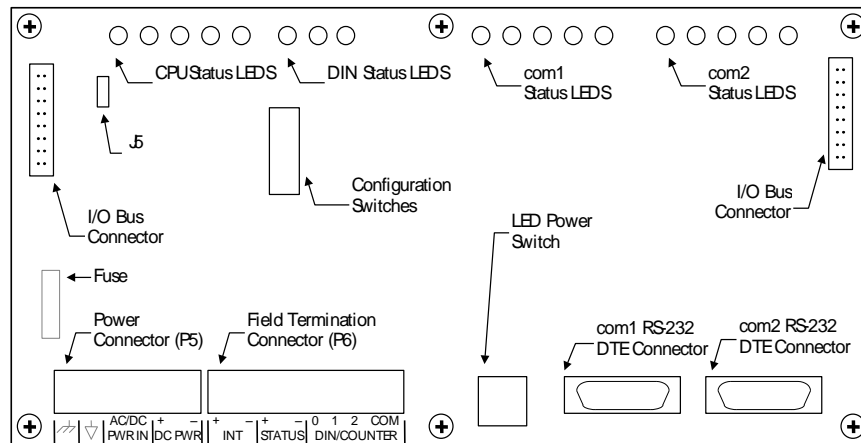 CPU Status LEDS
DIN Status LEDS
com1
Status LEDS
com2
Status LEDS
J5
Configuration
Switches
I/O Bus
Connector
I/O Bus
Connector
LED Power
Switch
Fuse
Power
Connector (P5)
Field Termination
Connector (P6)
com1 RS-232
DTE Connector
com2 RS-232
DTE Connector
AC/DC + − + − + − 0 1 2 COM
PWR IN DC PWR INT STATUS DIN/COUNTER